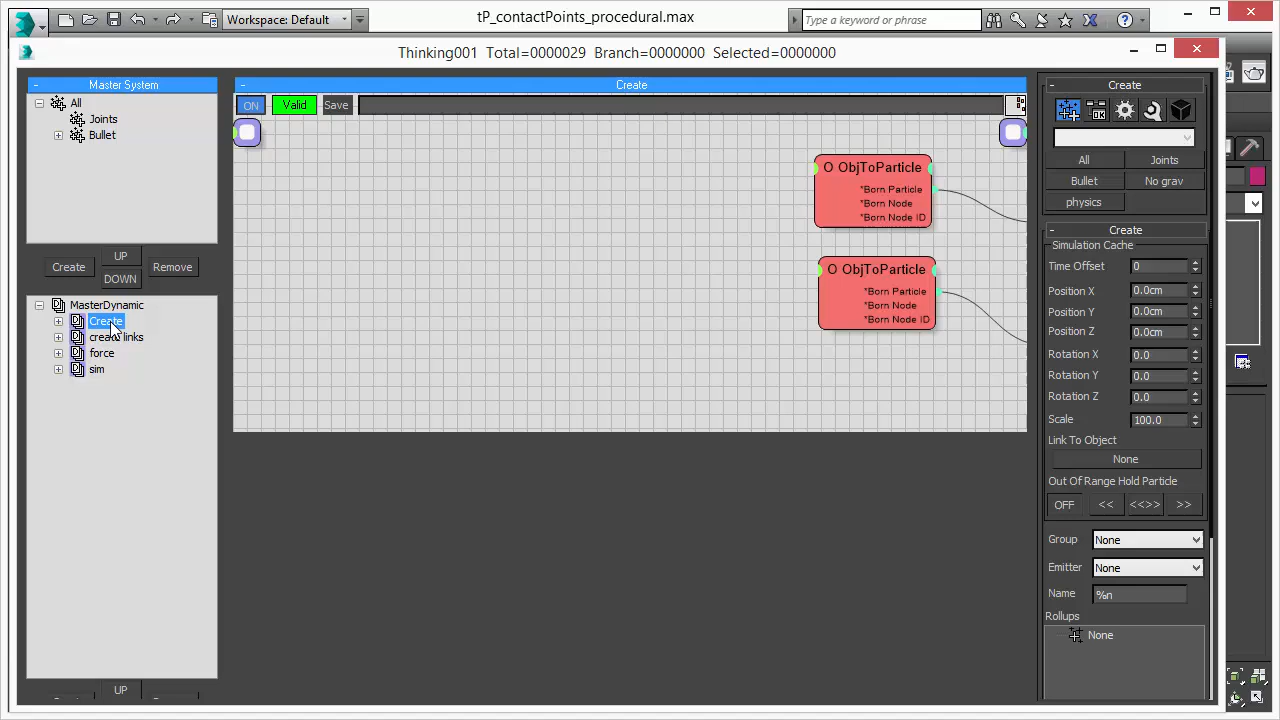 Workspace: Default
tP_contactPoints_procedural.max
Type a keyword or phrase
Thinking001 Total=0000029 Branch=0000000 Selected=0000000
- Master System
All
Joints
Bullet
Create
UP
DOWN
Remove
MasterDynamic
Create
create links
force
sim
UP
- Create
ON
Valid
Save
O ObjToParticle
*Born Particle
*Born Node
*Born Node ID
O ObjToParticle
*Born Particle
*Born Node
*Born Node ID
- Create
All
Joints
Bullet
No grav
physics
- Create
Simulation Cache
Time Offset 0
Position X 0.0cm
Position Y 0.0cm
Position Z 0.0cm
Rotation X 0.0
Rotation Y 0.0
Rotation Z 0.0
Scale 100.0
Link To Object
None
Out Of Range Hold Particle
OFF << <<>> >>
Group None
Emitter None
Name %n
Rollups
None